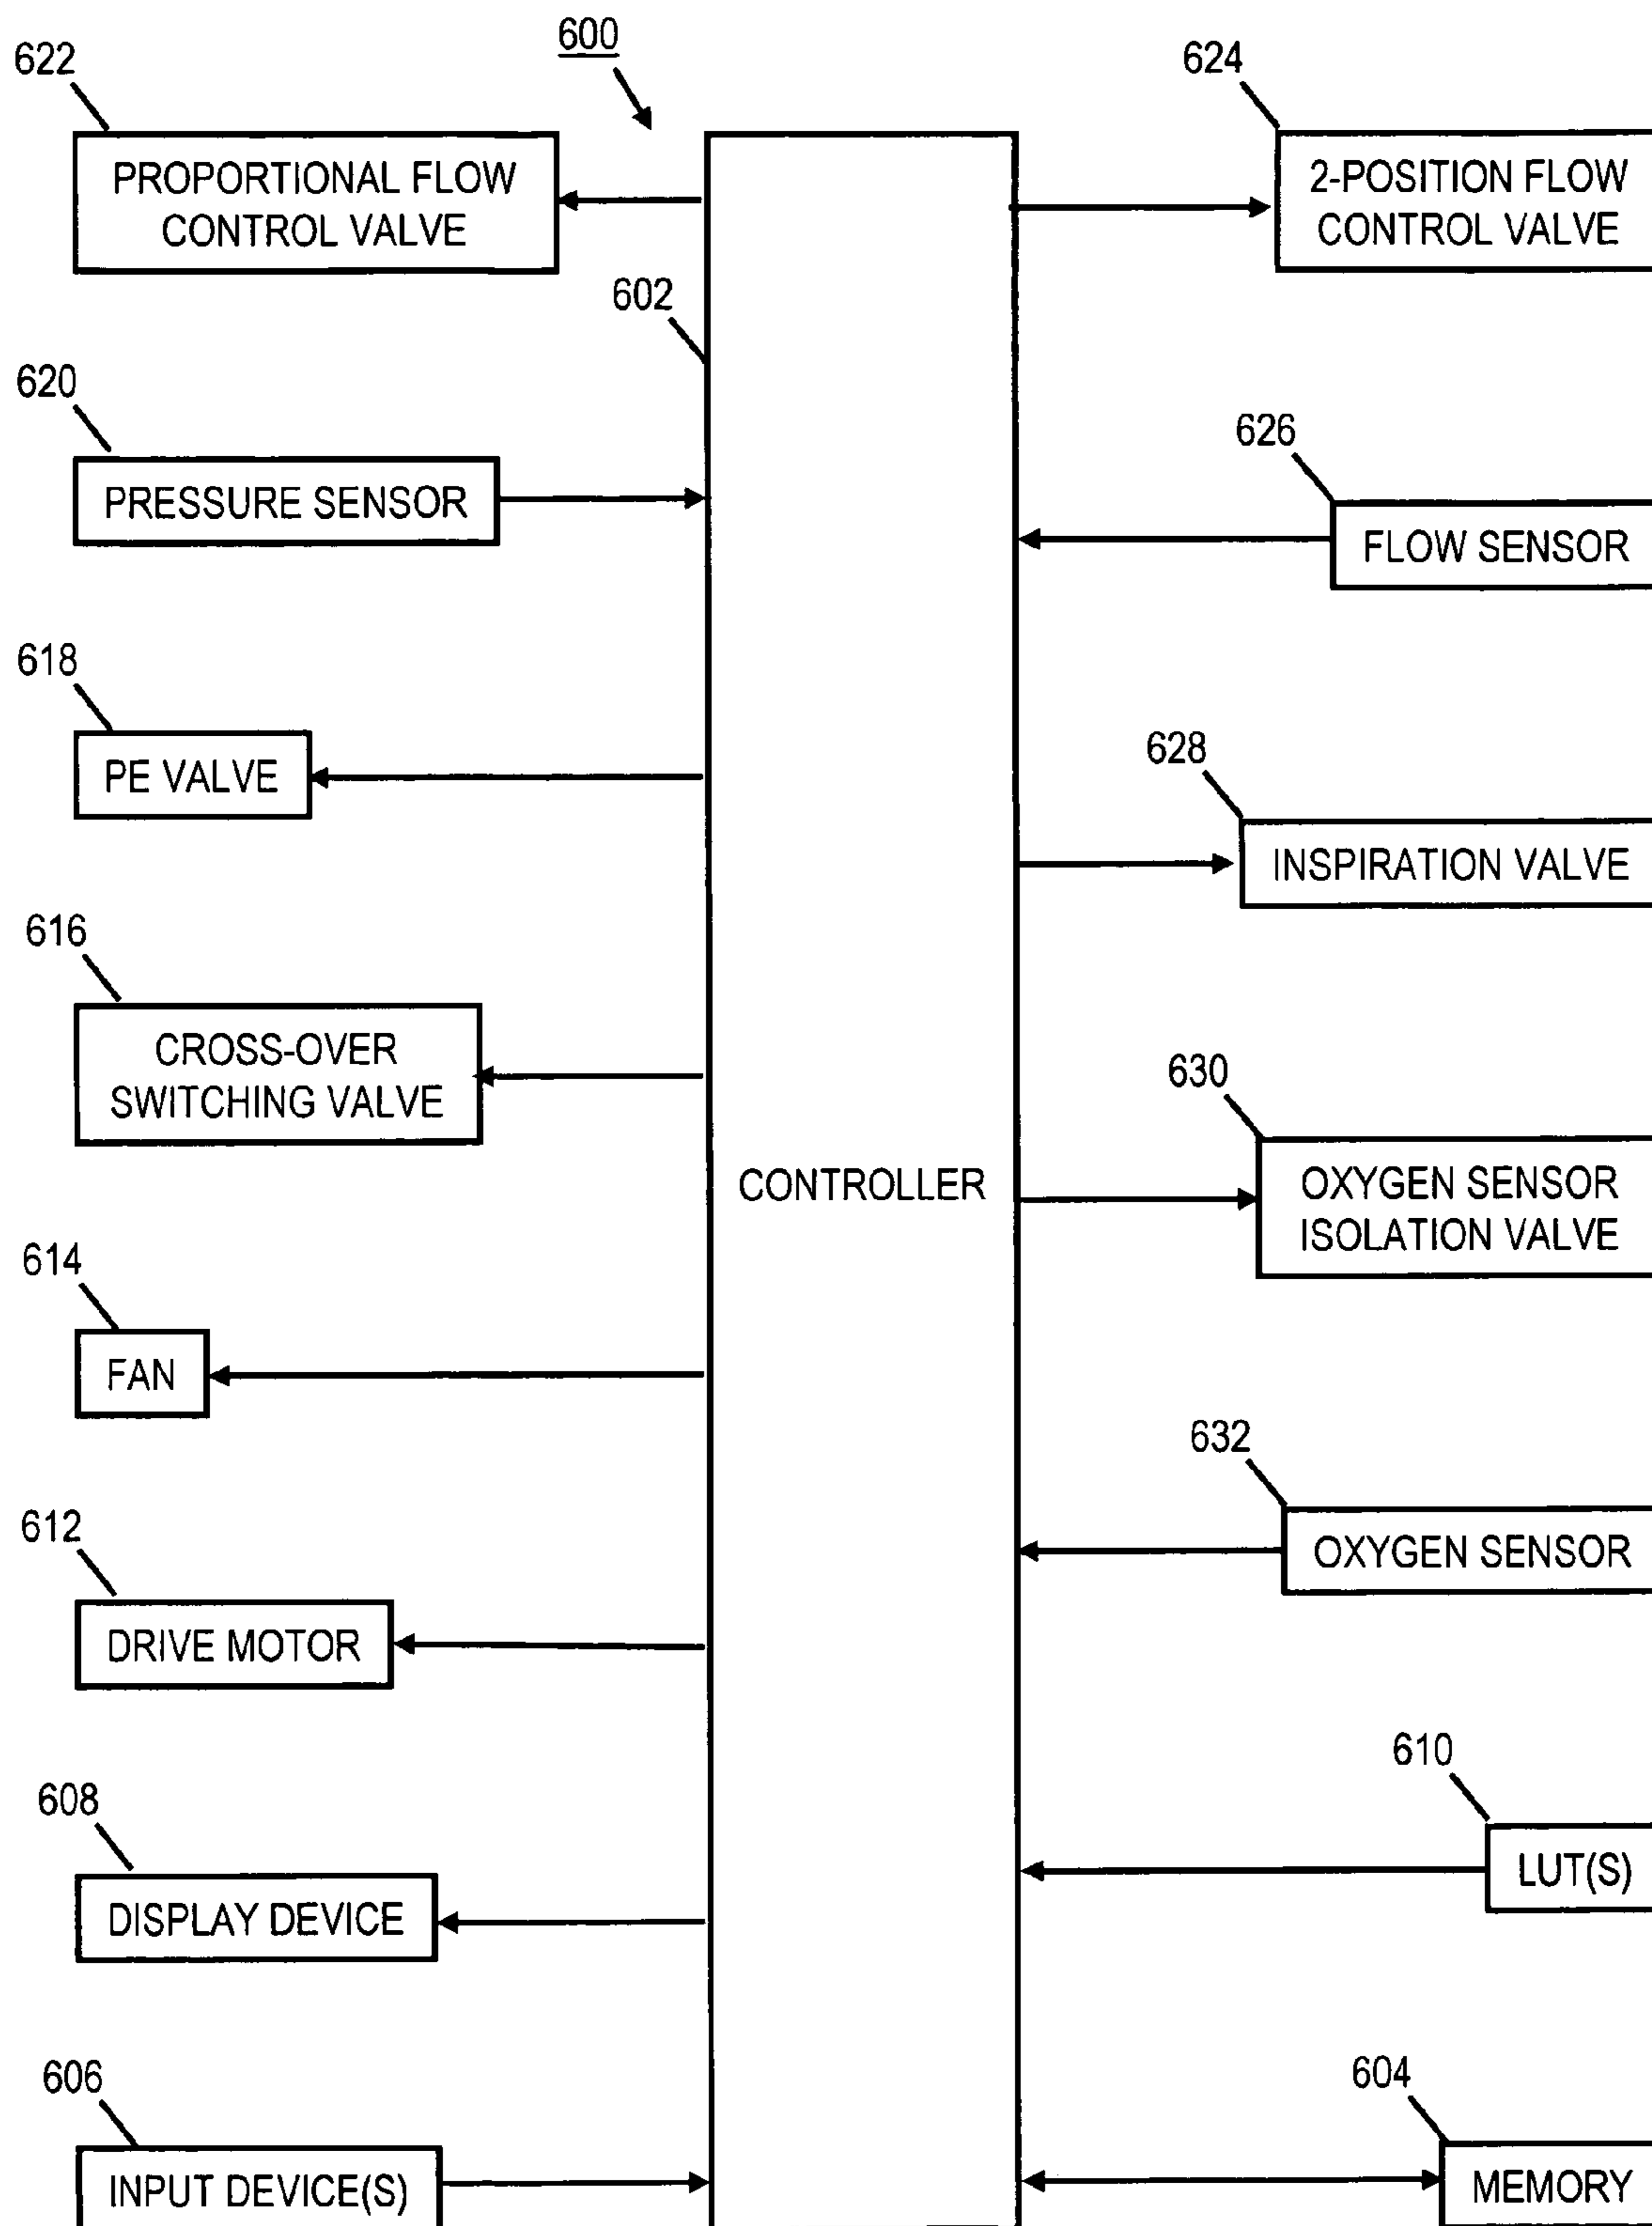 600
622
PROPORTIONAL FLOW
CONTROL VALVE
624
2-POSITION FLOW
CONTROL VALVE
602
620
PRESSURE SENSOR
626
FLOW SENSOR
618
PE VALVE
628
INSPIRATION VALVE
616
CROSS-OVER
SWITCHING VALVE
CONTROLLER
630
OXYGEN SENSOR
ISOLATION VALVE
614
FAN
632
OXYGEN SENSOR
612
DRIVE MOTOR
610
LUT(S)
608
DISPLAY DEVICE
606
INPUT DEVICE(S)
604
MEMORY